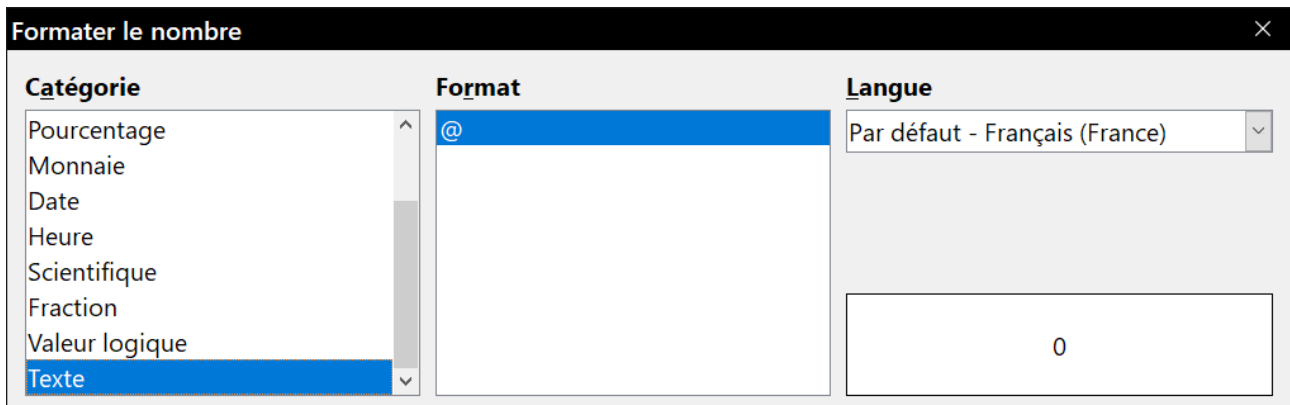 Formater le nombre
Catégorie
Pourcentage
Monnaie
Date
Heure
Scientifique
Fraction
Valeur logique
Texte
Format
@
Langue
Par défaut - Français (France)
0